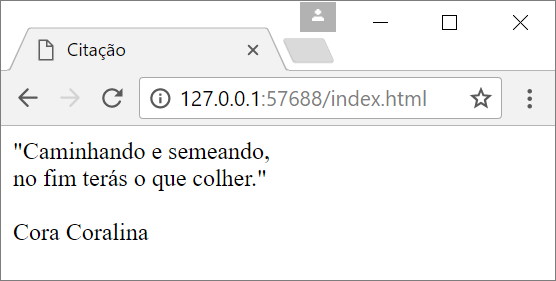 Citação
127.0.0.1:57688/index.html
"Caminhando e semeando,
no fim terás o que colher."
Cora Coralina